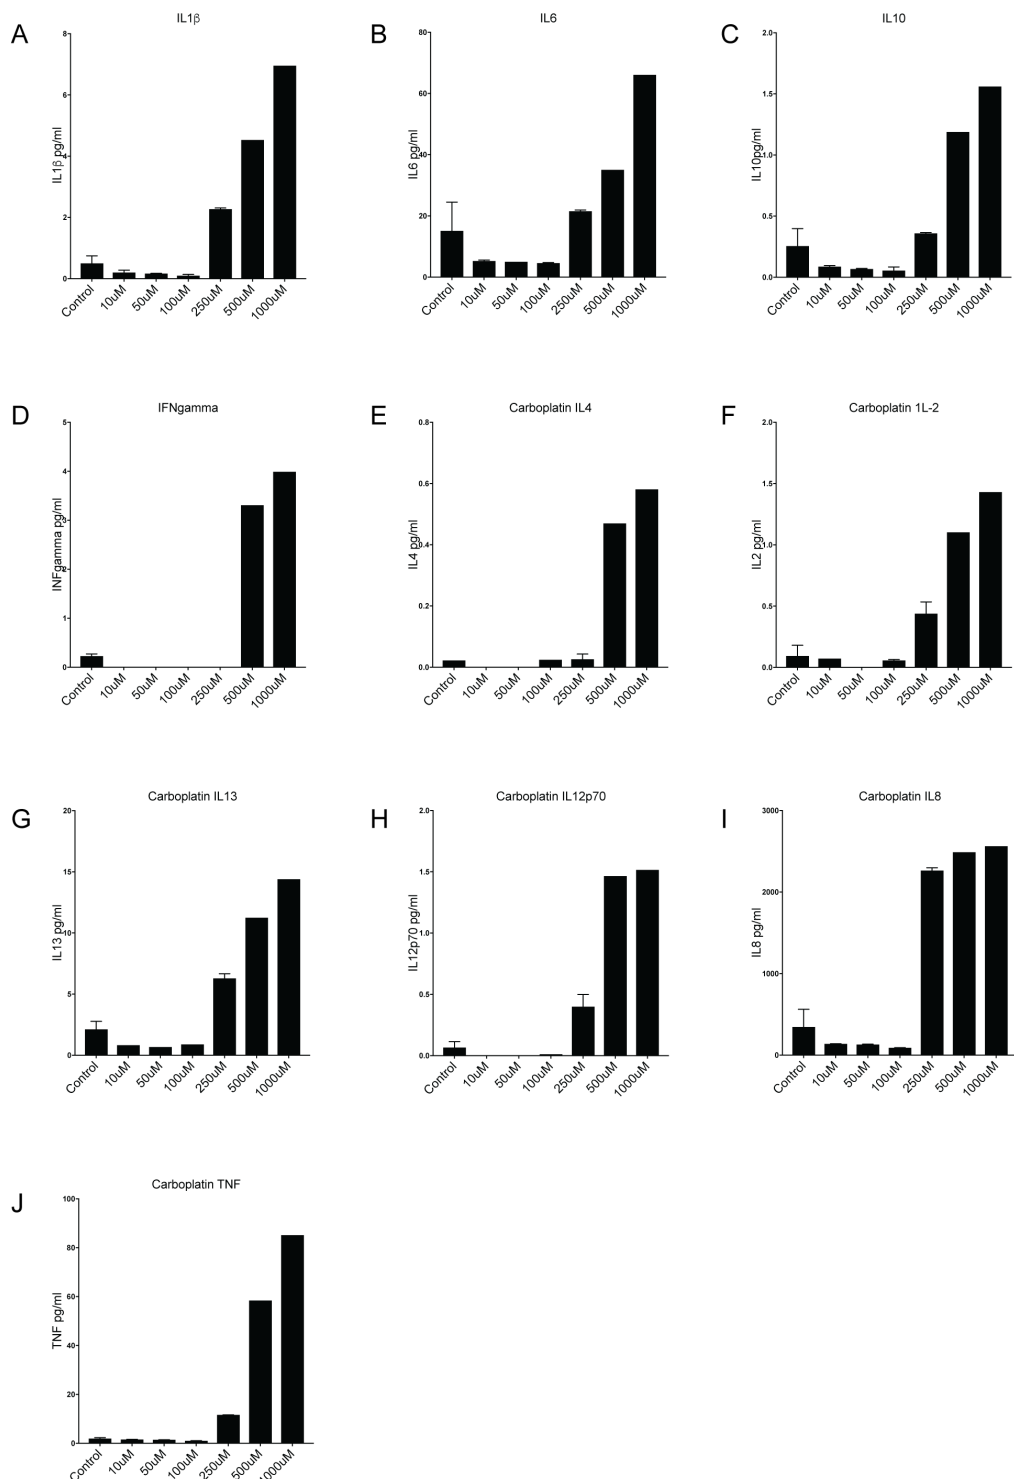 A
IL1β
IL1β pg/ml
8
6
4
2
0
Control
10uM
50uM
100uM
250uM
500uM
1000uM
B
IL6
IL6 pg/ml
80
60
40
20
0
Control
10uM
50uM
100uM
250uM
500uM
1000uM
C
IL10
IL10pg/ml
2.0
1.5
1.0
0.5
0.0
Control
10uM
50uM
100uM
250uM
500uM
1000uM
D
IFNgamma
INFgamma pg/ml
5
4
3
2
1
0
Control
10uM
50uM
100uM
250uM
500uM
1000uM
E
Carboplatin IL4
IL4 pg/ml
0.8
0.6
0.4
0.2
0.0
Control
10uM
50uM
100uM
250uM
500uM
1000uM
F
Carboplatin 1L-2
IL2 pg/ml
2.0
1.5
1.0
0.5
0.0
Control
10uM
50uM
100uM
250uM
500uM
1000uM
G
Carboplatin IL13
IL13 pg/ml
20
15
10
5
0
Control
10uM
50uM
100uM
250uM
500uM
1000uM
H
Carboplatin IL12p70
IL12p70 pg/ml
2.0
1.5
1.0
0.5
0.0
Control
10uM
50uM
100uM
250uM
500uM
1000uM
I
Carboplatin IL8
IL8 pg/ml
3000
2000
1000
0
Control
10uM
50uM
100uM
250uM
500uM
1000uM
J
Carboplatin TNF
TNF pg/ml
100
80
60
40
20
0
Control
10uM
50uM
100uM
250uM
500uM
1000uM